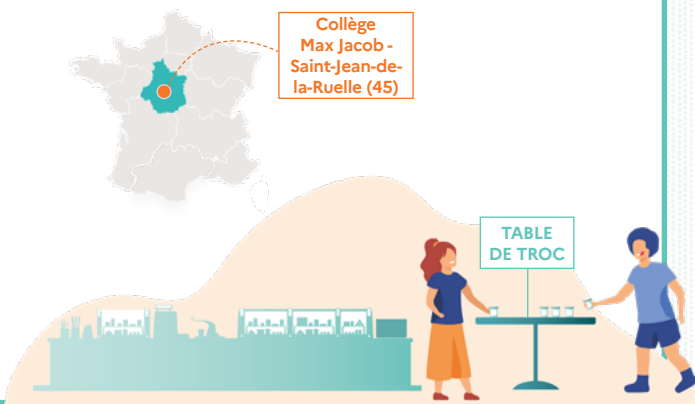 Collège
Max Jacob -
Saint-Jean-de-
la-Ruelle (45)
TABLE
DE TROC